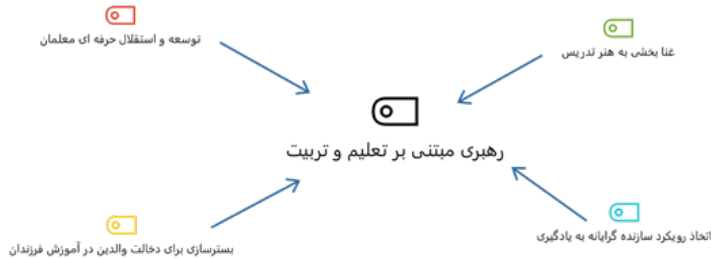 غنا بخشی به هنر تدریس
توسعه و استقلال حرفه ای معلمان
رهبری مبتنی بر تعلیم و تربیت
اتخاذ رویکرد سازنده گرایانه به یادگیری
بسترسازی برای دخالت والدین در آموزش فرزندان